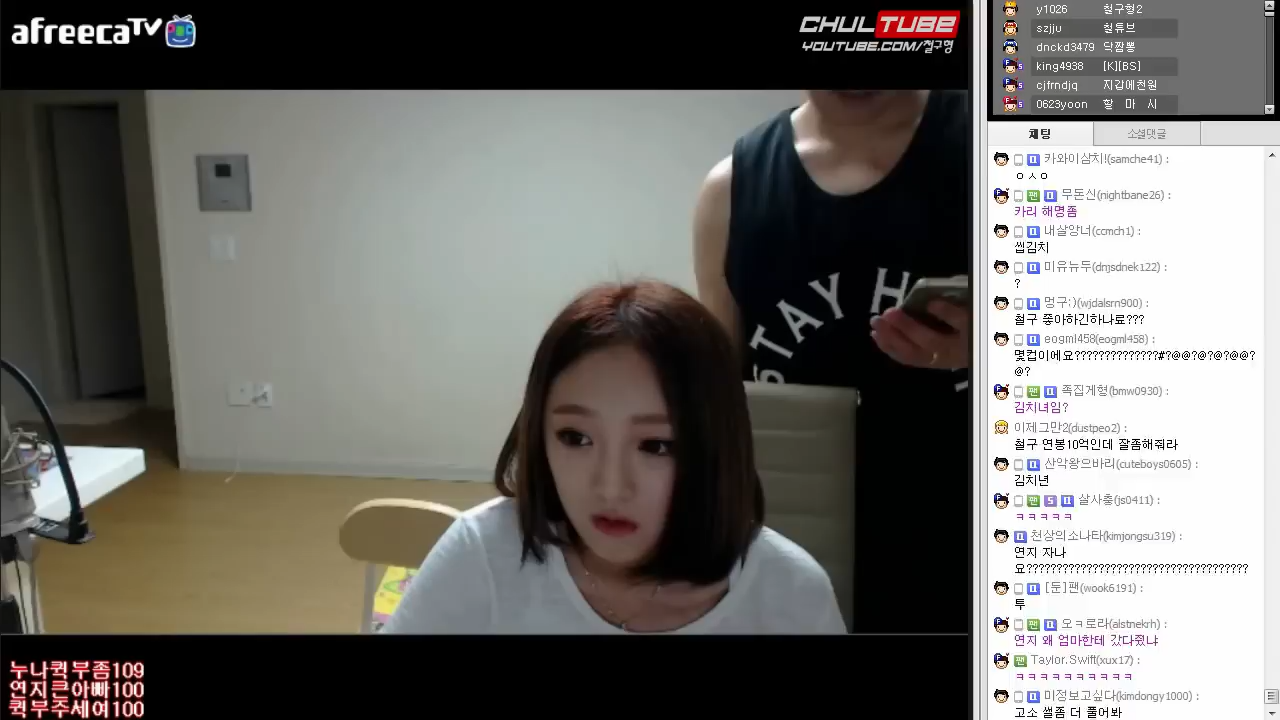 afreecaTV
CHULTUBE
YOUTUBE.COM/철구형
STAY H
누나퀵부좀109
연지큰아빠100
퀵부주세여100
y1026 철구형2
szjju 철튜브
dnckd3479 닥짬뽕
king4938 [K][BS]
cjfrndjq 지갑에천원
0623yoon 할 마 시
채팅 소셜댓글
카와이삼치!(samche41) :
ㅇㅅㅇ
무돈신(nightbane26) :
카리 해명좀
내살앙너(ccmch1) :
씹김치
미유뉴두(dnjsdnek122) :
?
멍구;)(wjdalsrn900) :
철구 좋아하긴하냐료???
eogml458(eogml458) :
몇컵이에요?????????????#?@@?@?@?@@?
@?
족집게형(bmw0930) :
김치녀임?
이제그만2(dustpeo2) :
철구 연봉10억인데 잘좀해줘라
산악왕으바리(cuteboys0605) :
김치년
살사춍(js0411) :
ㅋㅋㅋㅋㅋ
천상의소나타(kimjongsu319) :
연지 자나
요??????????????????????????????????
[둔]팬(wook6191) :
투
오ㅋ로라(aistnekrh) :
연지 왜 엄마한테 갔다줬냐
Taylor.Swift(xux17) :
ㅋㅋㅋㅋㅋㅋㅋㅋㅋㅋ
미정보고싶다(kimdongy1000) :
고소 썰좀 더 풀어봐